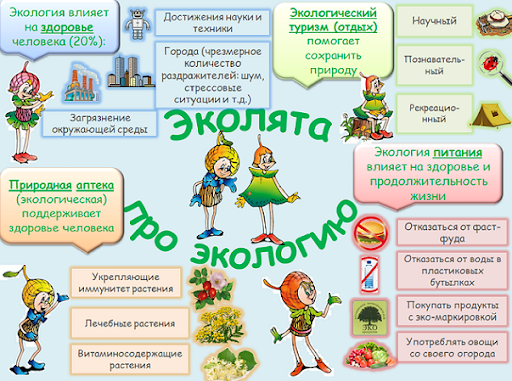 Экология влияет
на здоровье
человека (20%):
Достижения науки и
техники
Города (чрезмерное
количество
раздражителей: шум,
стрессовые
ситуации и т.д.)
Загрязнение
окружающей среды
Экологический
туризм (отдых)
помогает
сохранить
природу
Научный
Познаватель-
ный
Рекреацио-
нный
Эколята
про экологию
Природная аптека
(экологическая)
поддерживает
здоровье человека
Укрепляющие
иммунитет растения
Лечебные растения
Витаминосодержащие
растения
Экология питания
влияет на здоровье и
продолжительность
жизни
Отказаться от фаст-
фуда
Отказаться от воды в
пластиковых
бутылках
Покупать продукты
с эко-маркировкой
ЭКО
Употреблять овощи
со своего огорода